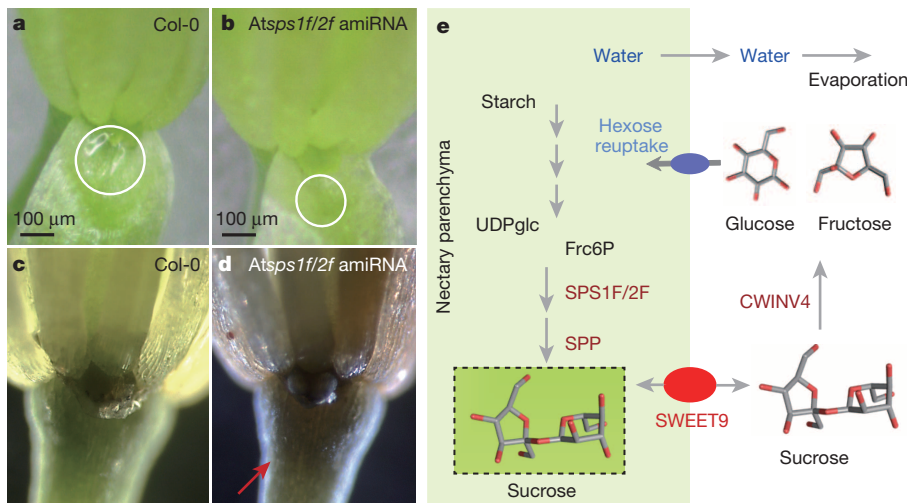 a Col-0
b Atsps1f/2f amiRNA
100 μm
100 μm
c Col-0
d Atsps1f/2f amiRNA
e
Nectary parenchyma
Water
Water
Evaporation
Starch
Hexose
reuptake
Glucose
Fructose
UDPglc
Frc6P
SPS1F/2F
CWINV4
SPP
SWEET9
Sucrose
Sucrose